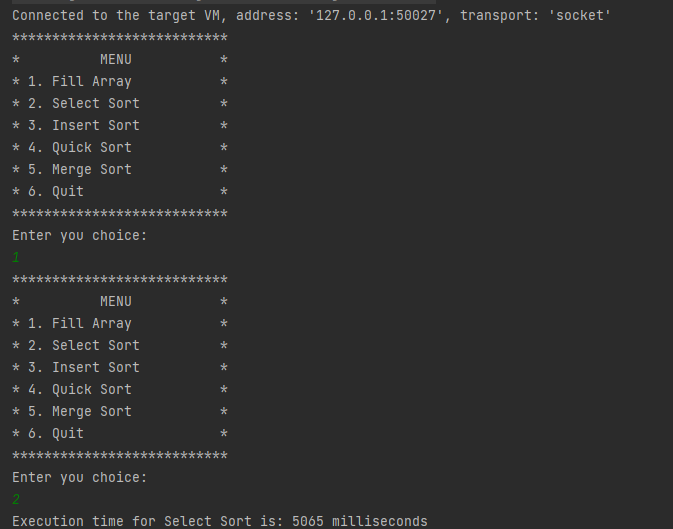 Connected to the target VM, address: '127.0.0.1:50027', transport: 'socket'
***************************
*          MENU           *
* 1. Fill Array           *
* 2. Select Sort          *
* 3. Insert Sort          *
* 4. Quick Sort           *
* 5. Merge Sort           *
* 6. Quit                 *
***************************
Enter you choice:
1
***************************
*          MENU           *
* 1. Fill Array           *
* 2. Select Sort          *
* 3. Insert Sort          *
* 4. Quick Sort           *
* 5. Merge Sort           *
* 6. Quit                 *
***************************
Enter you choice:
2
Execution time for Select Sort is: 5065 milliseconds